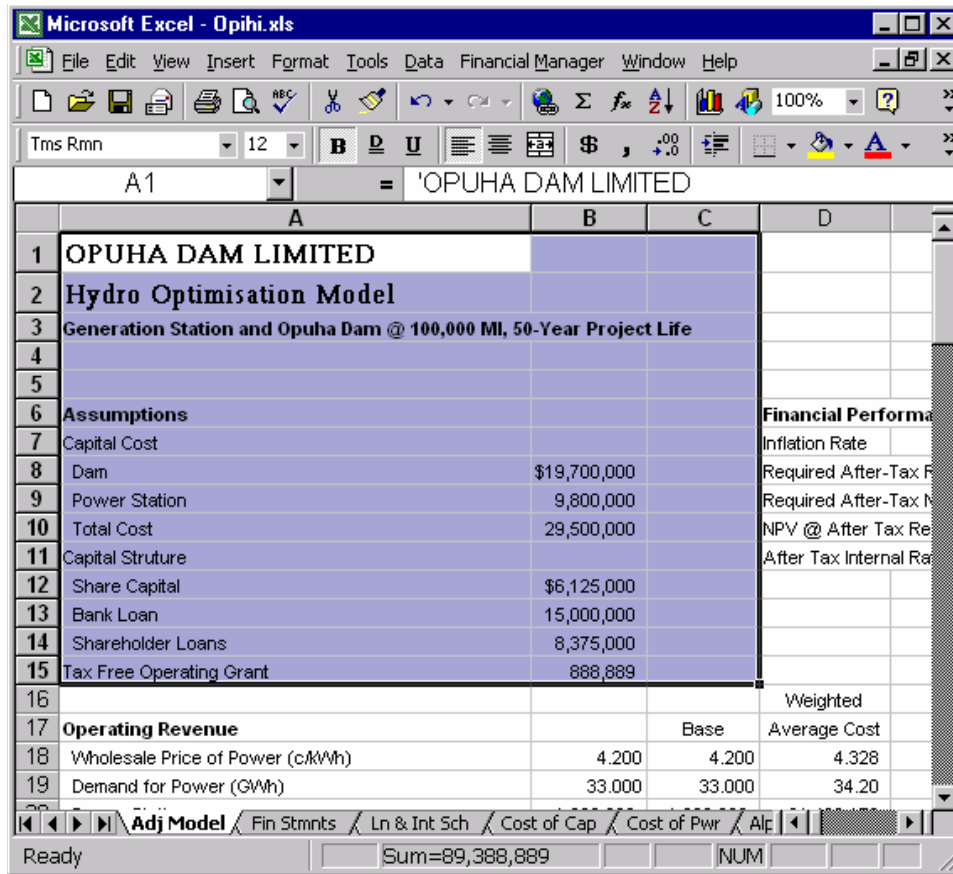 Microsoft Excel - Opihi.xls
File Edit View Insert Format Tools Data Financial Manager Window Help
ABC 100%
Tms Rmn 12 B D U $ , .00 .0 A
A1 = 'OPUHA DAM LIMITED
A B C D
1 OPUHA DAM LIMITED
2 Hydro Optimisation Model
3 Generation Station and Opuha Dam @ 100,000 Ml, 50-Year Project Life
4
5
6 Assumptions Financial Performa
7 Capital Cost Inflation Rate
8 Dam $19,700,000 Required After-Tax R
9 Power Station 9,800,000 Required After-Tax N
10 Total Cost 29,500,000 NPV @ After Tax Re
11 Capital Struture After Tax Internal Ra
12 Share Capital $6,125,000
13 Bank Loan 15,000,000
14 Shareholder Loans 8,375,000
15 Tax Free Operating Grant 888,889
16 Weighted
17 Operating Revenue Base Average Cost
18 Wholesale Price of Power (c/kWh) 4.200 4.200 4.328
19 Demand for Power (GWh) 33.000 33.000 34.20
Adj Model Fin Stmnts Ln & Int Sch Cost of Cap Cost of Pwr Alp
Ready Sum=89,388,889 NUM